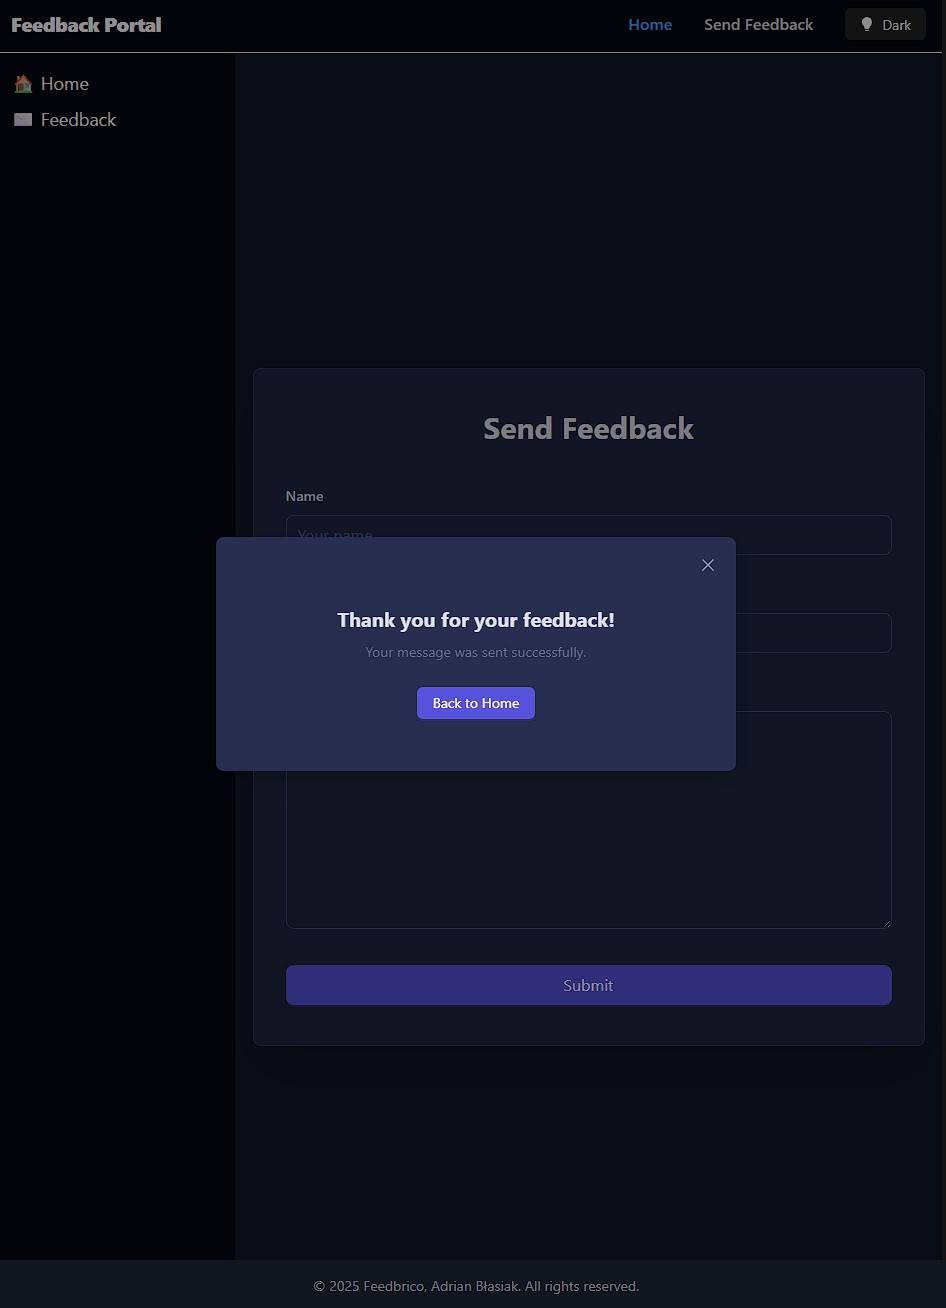 Feedback Portal
Home
Send Feedback
Dark
Home
Feedback
Send Feedback
Name
Your name
Thank you for your feedback!
Your message was sent successfully.
Back to Home
Submit
© 2025 Feedbrico, Adrian Błasiak. All rights reserved.